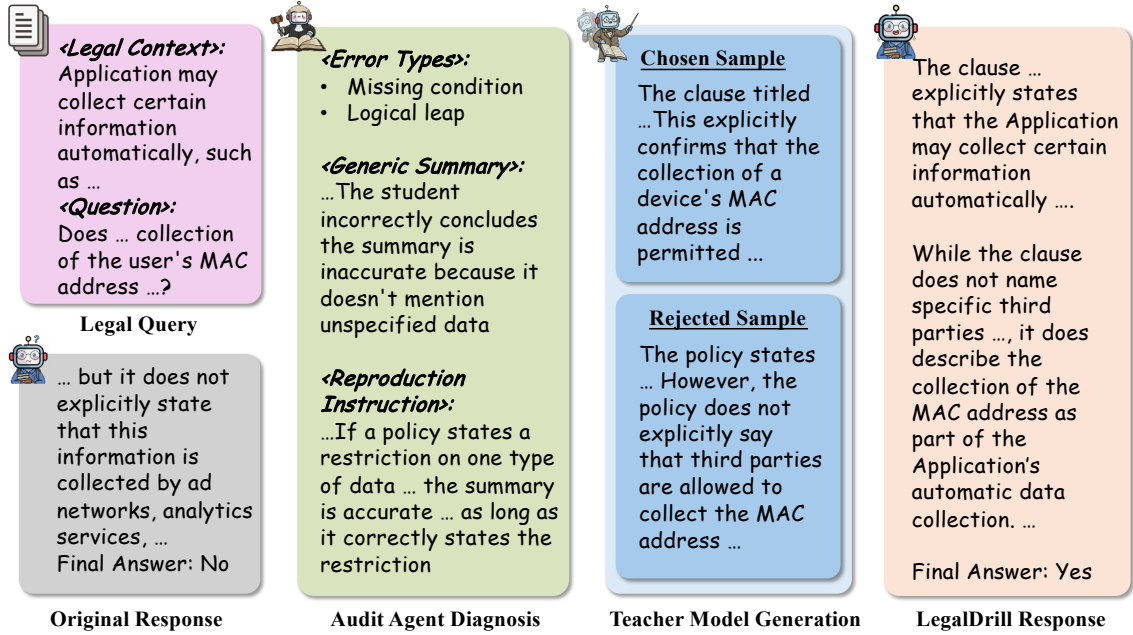 <Legal Context>:
Application may
collect certain
information
automatically, such
as …
<Question>:
Does … collection
of the user's MAC
address …?
Legal Query
… but it does not
explicitly state
that this
information is
collected by ad
networks, analytics
services, …
Final Answer: No
Original Response
<Error Types>:
• Missing condition
• Logical leap
<Generic Summary>:
…The student
incorrectly concludes
the summary is
inaccurate because it
doesn't mention
unspecified data
<Reproduction
Instruction>:
…If a policy states a
restriction on one type
of data … the summary
is accurate … as long as
it correctly states the
restriction
Audit Agent Diagnosis
Chosen Sample
The clause titled
…This explicitly
confirms that the
collection of a
device's MAC
address is
permitted ...
Rejected Sample
The policy states
… However, the
policy does not
explicitly say
that third parties
are allowed to
collect the MAC
address …
Teacher Model Generation
The clause …
explicitly states
that the Application
may collect certain
information
automatically ….
While the clause
does not name
specific third
parties …, it does
describe the
collection of the
MAC address as
part of the
Application's
automatic data
collection. …
Final Answer: Yes
LegalDrill Response